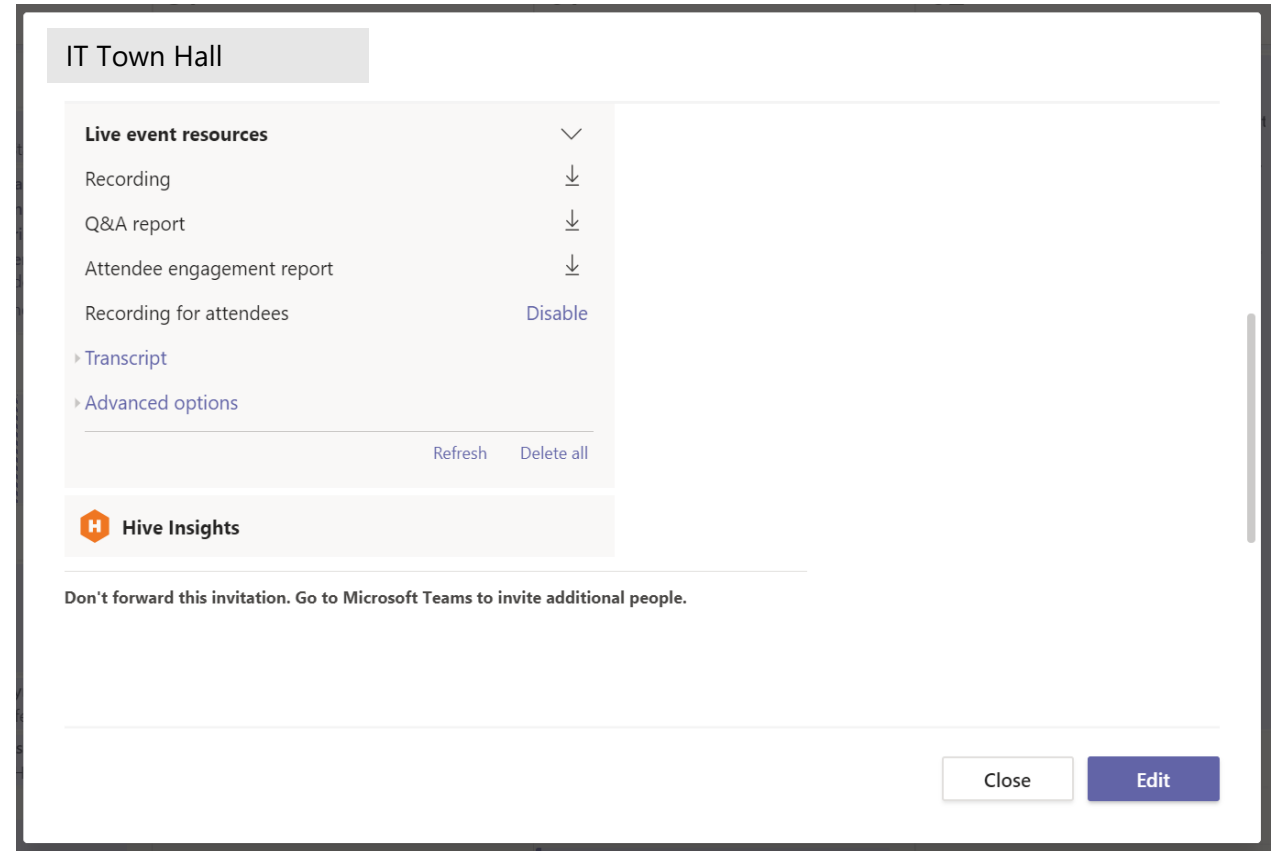 IT Town Hall
Live event resources
Recording
Q&A report
Attendee engagement report
Recording for attendees Disable
Transcript
Advanced options
Refresh Delete all
H Hive Insights
Don't forward this invitation. Go to Microsoft Teams to invite additional people.
Close Edit